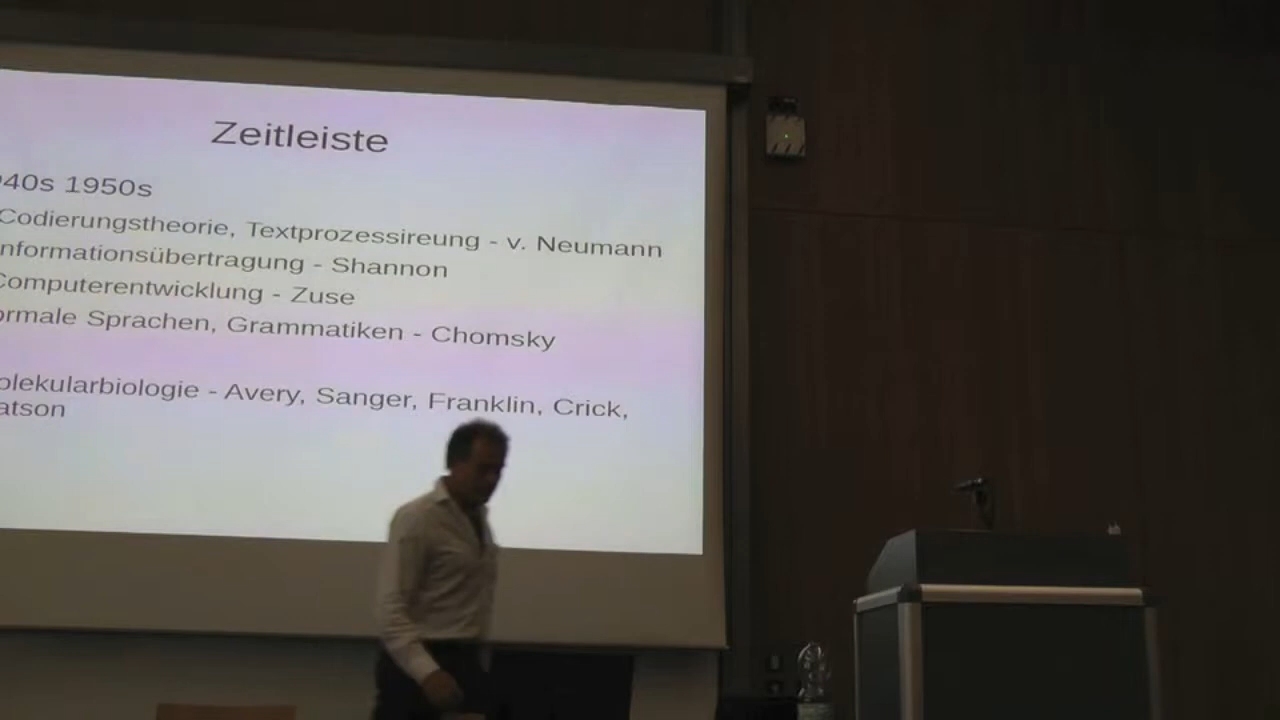 Zeitleiste
40s 1950s
Codierungstheorie, Textprozessireung - v. Neumann
nformationsübertragung - Shannon
Computerentwicklung - Zuse
ormale Sprachen, Grammatiken - Chomsky
olekularbiologie - Avery, Sanger, Franklin, Crick,
atson